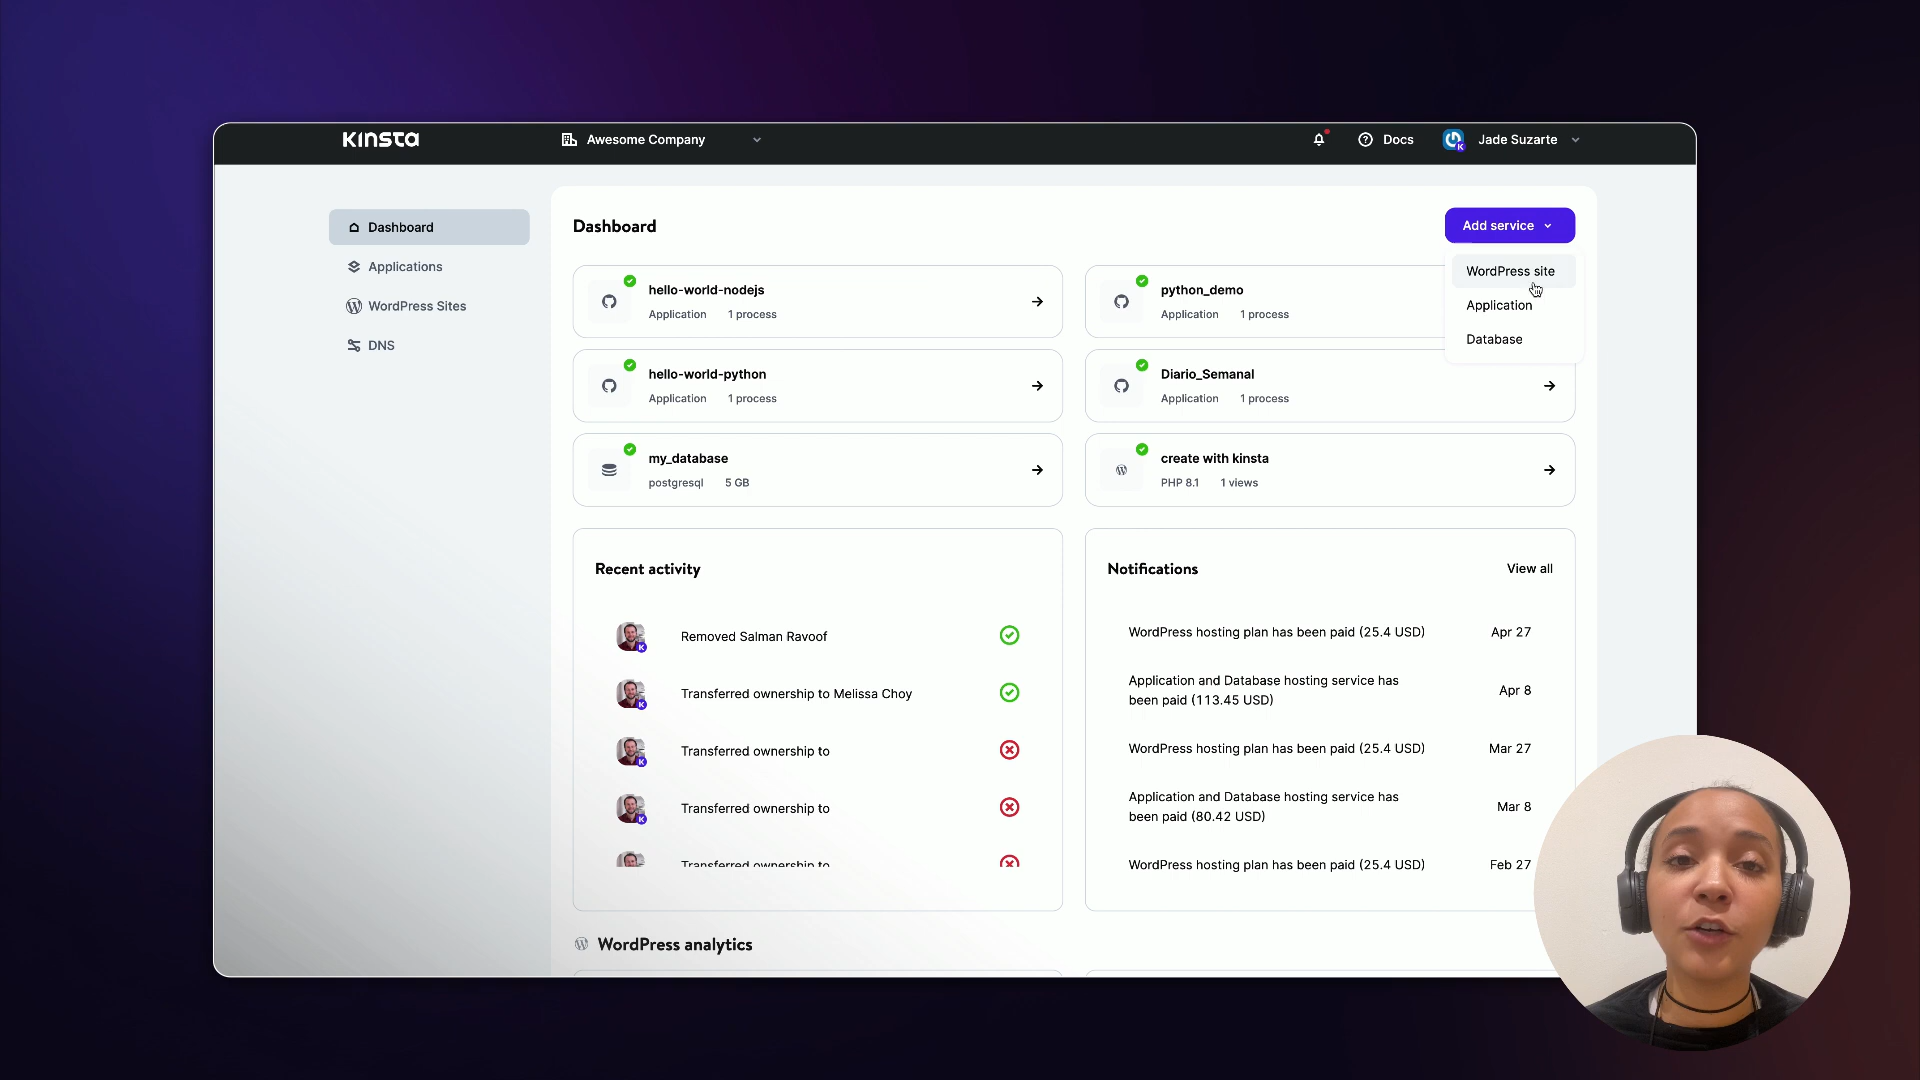 Kinsta
Awesome Company
Docs
Jade Suzarte
Dashboard
Applications
WordPress Sites
DNS
Dashboard
Add service
WordPress site
Application
Database
hello-world-nodejs
Application 1 process
python_demo
Application 1 process
hello-world-python
Application 1 process
Diario_Semanal
Application 1 process
my_database
postgresql 5 GB
create with kinsta
PHP 8.1 1 views
Recent activity
Removed Salman Ravoof
Transferred ownership to Melissa Choy
Transferred ownership to
Transferred ownership to
Transferred ownership to
Notifications
View all
WordPress hosting plan has been paid (25.4 USD) Apr 27
Application and Database hosting service has
been paid (113.45 USD)
Apr 8
WordPress hosting plan has been paid (25.4 USD) Mar 27
Application and Database hosting service has
been paid (80.42 USD)
Mar 8
WordPress hosting plan has been paid (25.4 USD) Feb 27
WordPress analytics